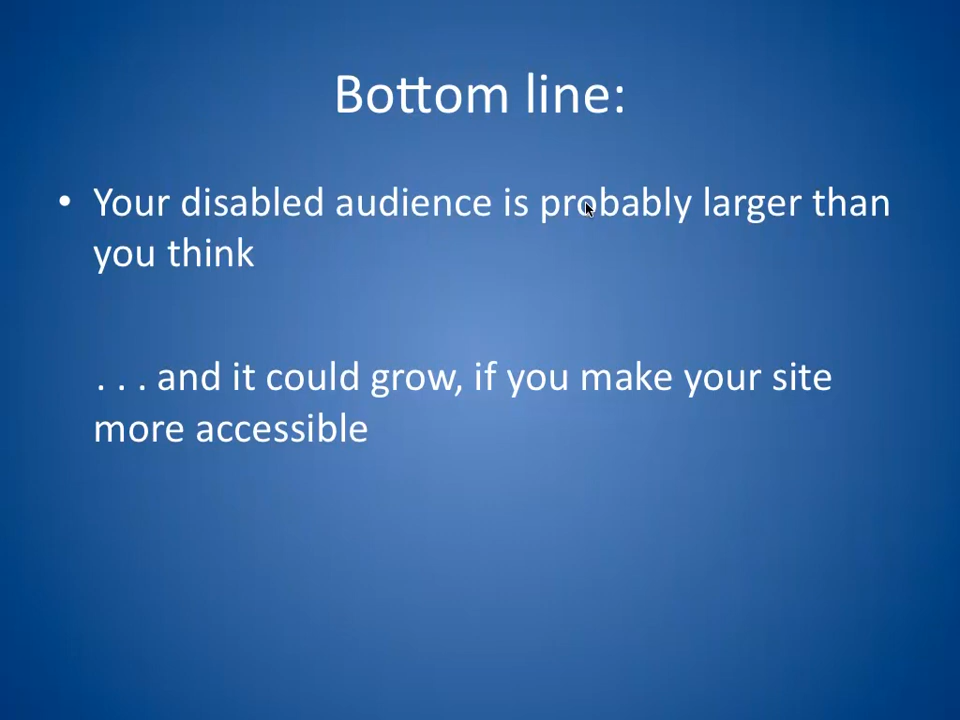 Bottom line:
• Your disabled audience is probably larger than
you think
. . . and it could grow, if you make your site
more accessible